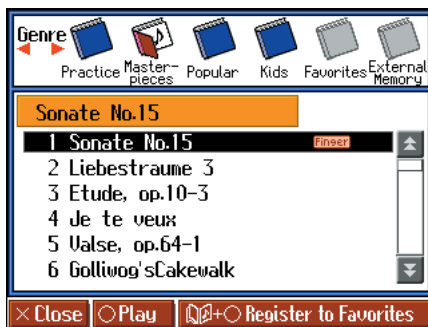 Genre
Practice Master-pieces Popular Kids Favorites External Memory
Sonate No.15
1 Sonate No.15 Finger
2 Liebestraume 3
3 Etude, op.10-3
4 Je te veux
5 Valse, op.64-1
6 Golliwog'sCakewalk
× Close ○ Play +○ Register to Favorites